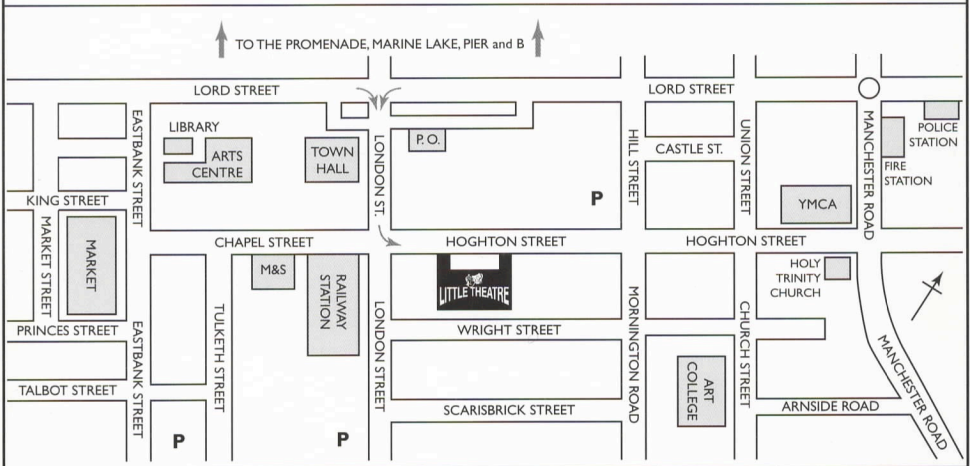 TO THE PROMENADE, MARINE LAKE, PIER and B
LORD STREET
LORD STREET
EASTBANK STREET
LIBRARY
ARTS
CENTRE
TOWN
HALL
LONDON ST.
P. O.
HILL STREET
CASTLE ST.
UNION STREET
MANCHESTER ROAD
POLICE
STATION
FIRE
STATION
P
YMCA
KING STREET
MARKET STREET
MARKET
CHAPEL STREET
HOGHTON STREET
HOGHTON STREET
M&S
RAILWAY
STATION
LITTLE THEATRE
HOLY
TRINITY
CHURCH
PRINCES STREET
EASTBANK STREET
TULKETH STREET
LONDON STREET
WRIGHT STREET
MORNINGTON ROAD
CHURCH STREET
MANCHESTER ROAD
TALBOT STREET
ART
COLLEGE
SCARISBRICK STREET
ARNSIDE ROAD
P
P